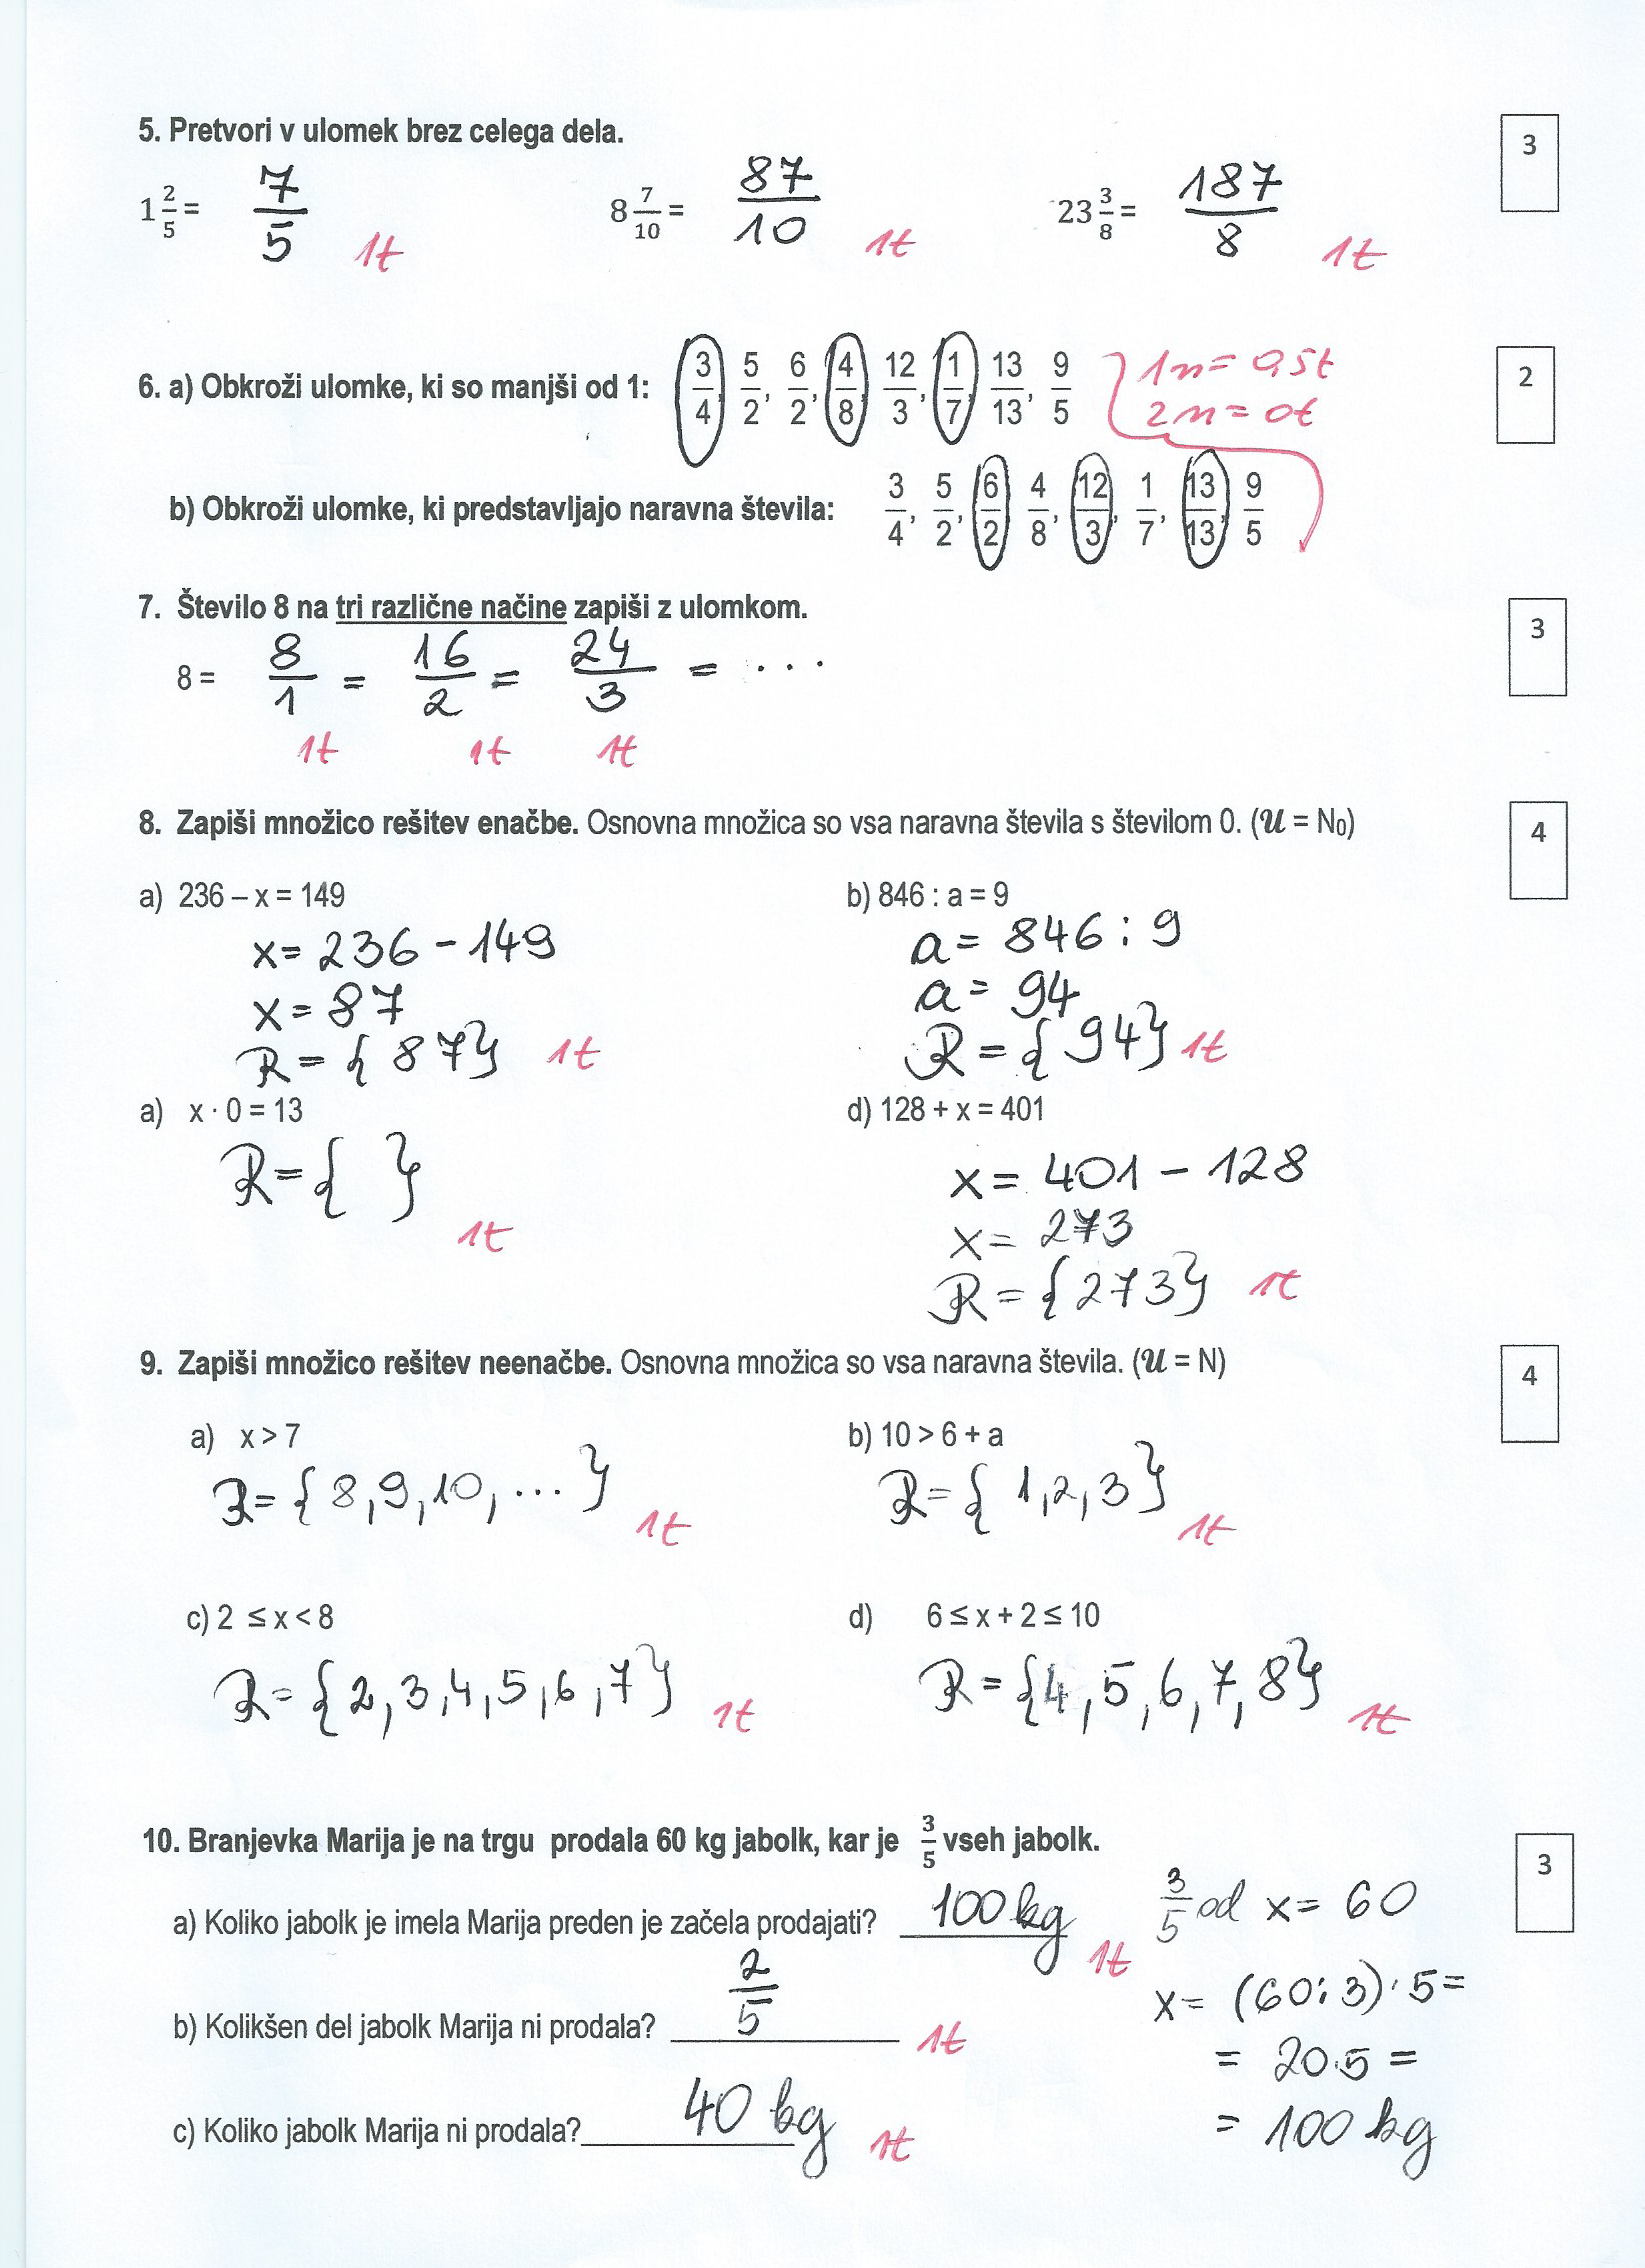 5. Pretvori v ulomek brez celega dela.
3
1 2/5 = 7/5 1t 8 7/10 = 87/10 1t 23 3/8 = 187/8 1t
6. a) Obkroži ulomke, ki so manjši od 1: 3/4, 5/2, 6/2, 4/8, 12/3, 1/7, 13/13, 9/5
1n = 0,5t
2n = 0t
2
b) Obkroži ulomke, ki predstavljajo naravna števila: 3/4, 5/2, 6/2, 4/8, 12/3, 1/7, 13/13, 9/5
7. Število 8 na tri različne načine zapiši z ulomkom.
3
8 = 8/1 = 16/2 = 24/3 = ...
1t 1t 1t
8. Zapiši množico rešitev enačbe. Osnovna množica so vsa naravna števila s številom 0. (U = N0)
4
a) 236 – x = 149
x = 236 - 149
x = 87
R = { 87} 1t
b) 846 : a = 9
a = 846 : 9
a = 94
R = { 94} 1t
a) x · 0 = 13
R = { }
1t
d) 128 + x = 401
x = 401 - 128
x = 273
R = {273} 1t
9. Zapiši množico rešitev neenačbe. Osnovna množica so vsa naravna števila. (U = N)
4
a) x > 7
R = { 8, 9, 10, ... } 1t
b) 10 > 6 + a
R = { 1, 2, 3 } 1t
c) 2 ≤ x < 8
R = { 2, 3, 4, 5, 6, 7} 1t
d) 6 ≤ x + 2 ≤ 10
R = {4, 5, 6, 7, 8} 1t
10. Branjevka Marija je na trgu prodala 60 kg jabolk, kar je 3/5 vseh jabolk.
3
a) Koliko jabolk je imela Marija preden je začela prodajati? 100 kg 1t
b) Kolikšen del jabolk Marija ni prodala? 2/5 1t
c) Koliko jabolk Marija ni prodala? 40 kg 1t
3/5 od x = 60
x = (60 : 3) · 5 =
= 20 · 5 =
= 100 kg